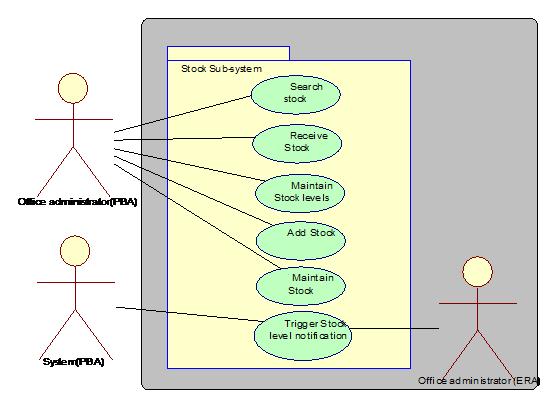 Stock Sub-system
Search
stock
Receive
Stock
Maintain
Stock levels
Office administrator(PBA)
Add Stock
Maintain
Stock
Trigger Stock
level notification
System(PBA)
Office administrator (ERA)